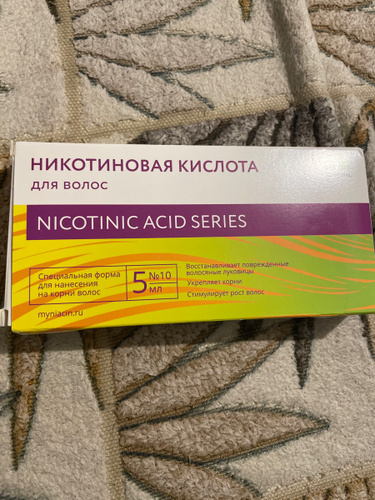 НИКОТИНОВАЯ КИСЛОТА
ДЛЯ ВОЛОС
NICOTINIC ACID SERIES
Специальная форма
для нанесения
на корни волос
myniacin.ru
5 №10
мл
Восстанавливает поврежденные
волосяные луковицы
Укрепляет корни
Стимулирует рост волос